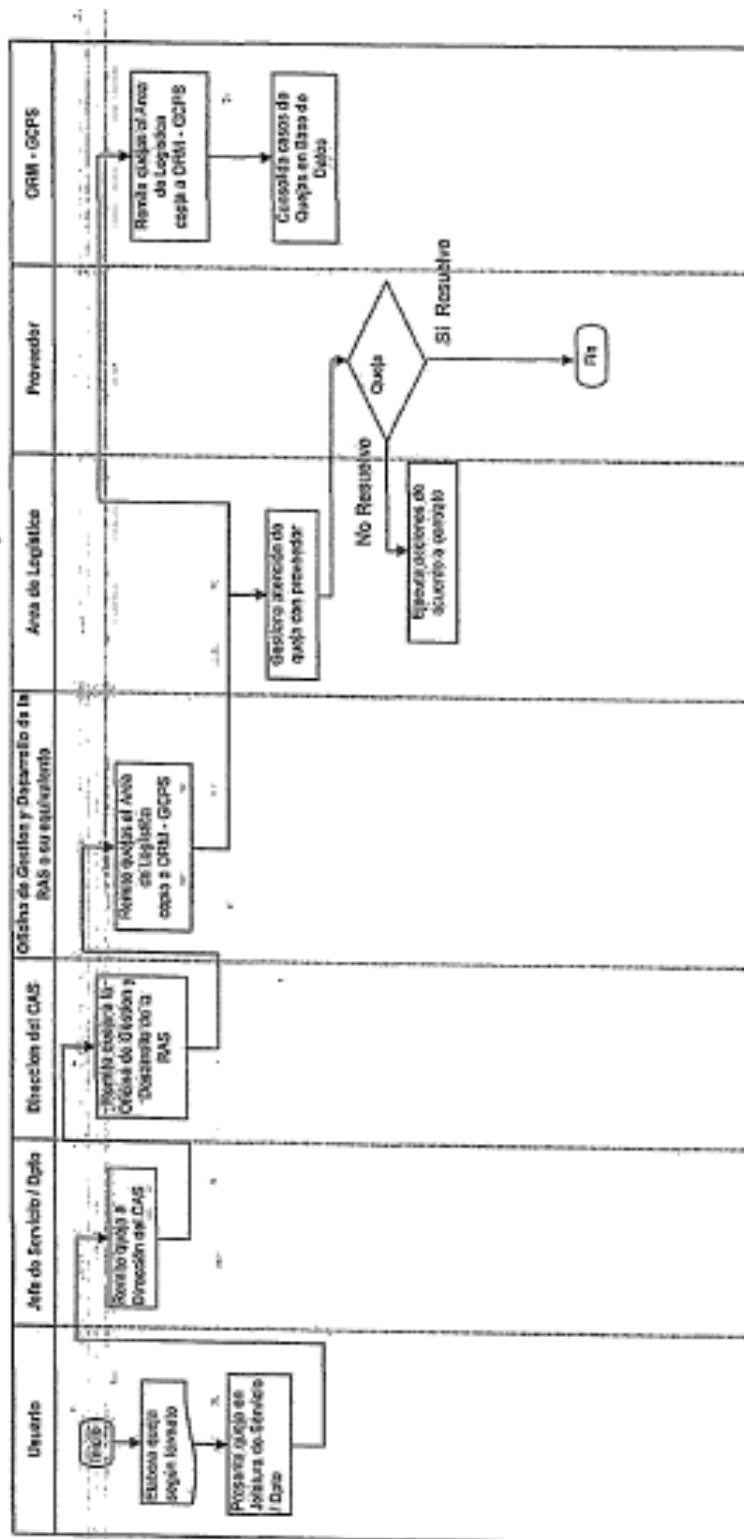 Usuario
Jefe de Servicio / Dpto
Direccion del CAS
Oficina de Gestion y Desarrollo de la
RAS o su equivalente
Area de Logistica
Proveedor
ORM - GCPS
Inicio
Elabora queja
según formato
Presenta queja en
Jefatura de Servicio
/ Dpto
Remite queja a
Dirección del CAS
Remite queja a la
Oficina de Gestion y
Desarrollo de la
RAS
Remite quejas al Area
de Logistica
copia a ORM - GCPS
Gestiona atención de
queja con proveedor
No Resuelve
Ejecuta acciones de
acuerdo a contrato
Queja
Si Resuelve
Fin
Remite quejas al Area
de Logistica
copia a ORM - GCPS
Consolida casos de
Quejas en Base de
Datos